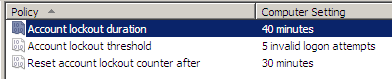 Policy Computer Setting
Account lockout duration 40 minutes
Account lockout threshold 5 invalid logon attempts
Reset account lockout counter after 30 minutes